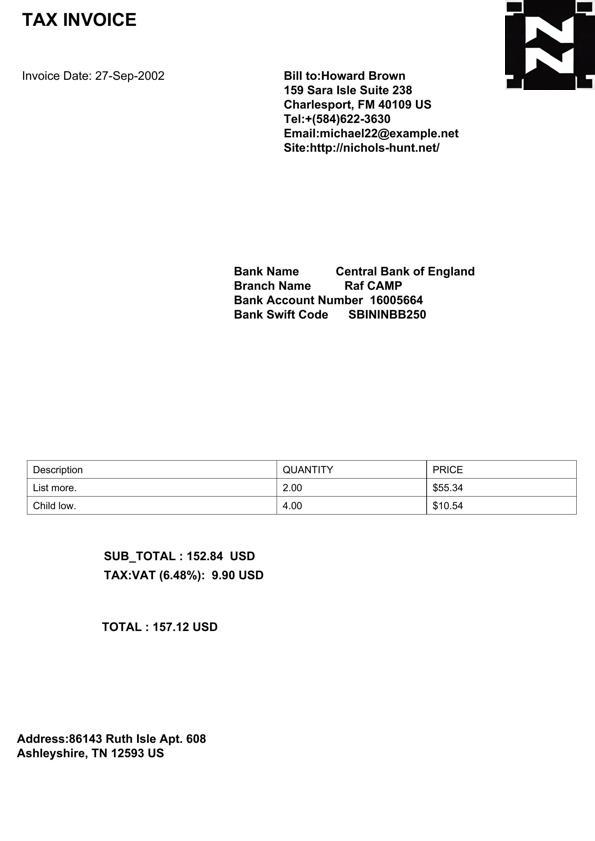 TAX INVOICE
Invoice Date: 27-Sep-2002
Bill to:Howard Brown
159 Sara Isle Suite 238
Charlesport, FM 40109 US
Tel:+(584)622-3630
Email:michael22@example.net
Site:http://nichols-hunt.net/
Bank Name Central Bank of England
Branch Name Raf CAMP
Bank Account Number 16005664
Bank Swift Code SBININBB250
Description QUANTITY PRICE
List more. 2.00 $55.34
Child low. 4.00 $10.54
SUB_TOTAL : 152.84 USD
TAX:VAT (6.48%): 9.90 USD
TOTAL : 157.12 USD
Address:86143 Ruth Isle Apt. 608
Ashleyshire, TN 12593 US